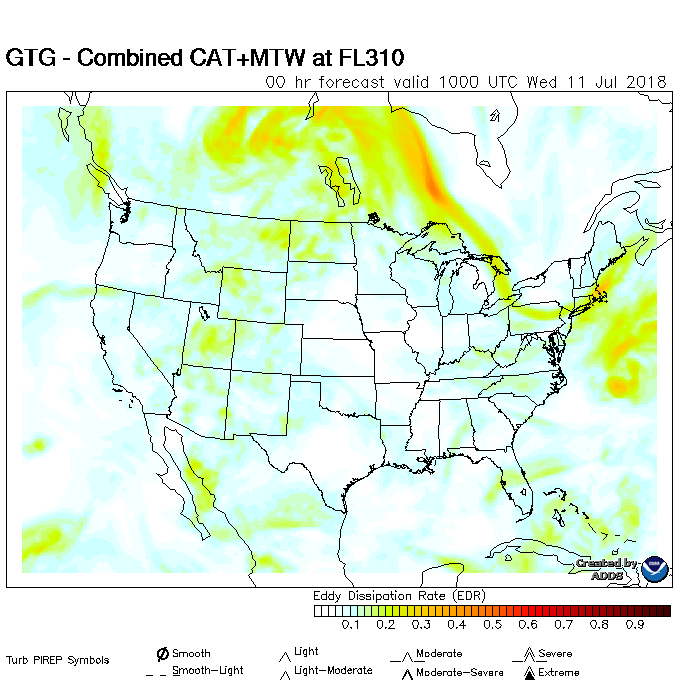 GTG - Combined CAT+MTW at FL310
00 hr forecast valid 1000 UTC Wed 11 Jul 2018
Created by
ADDS
NOAA
Eddy Dissipation Rate (EDR)
0.1 0.2 0.3 0.4 0.5 0.6 0.7 0.8 0.9
Turb PIREP Symbols
Smooth Light Moderate Severe
Smooth-Light Light-Moderate Moderate-Severe Extreme